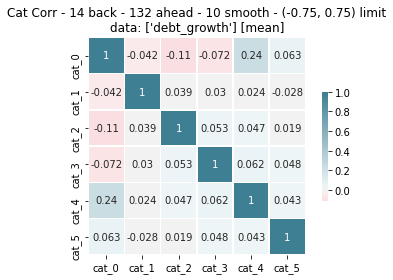 Cat Corr - 14 back - 132 ahead - 10 smooth - (-0.75, 0.75) limit
data: ['debt_growth'] [mean]
cat_0 1 -0.042 -0.11 -0.072 0.24 0.063
cat_1 -0.042 1 0.039 0.03 0.024 -0.028
cat_2 -0.11 0.039 1 0.053 0.047 0.019
cat_3 -0.072 0.03 0.053 1 0.062 0.048
cat_4 0.24 0.024 0.047 0.062 1 0.043
cat_5 0.063 -0.028 0.019 0.048 0.043 1
cat_0 cat_1 cat_2 cat_3 cat_4 cat_5
1.0
0.8
0.6
0.4
0.2
0.0